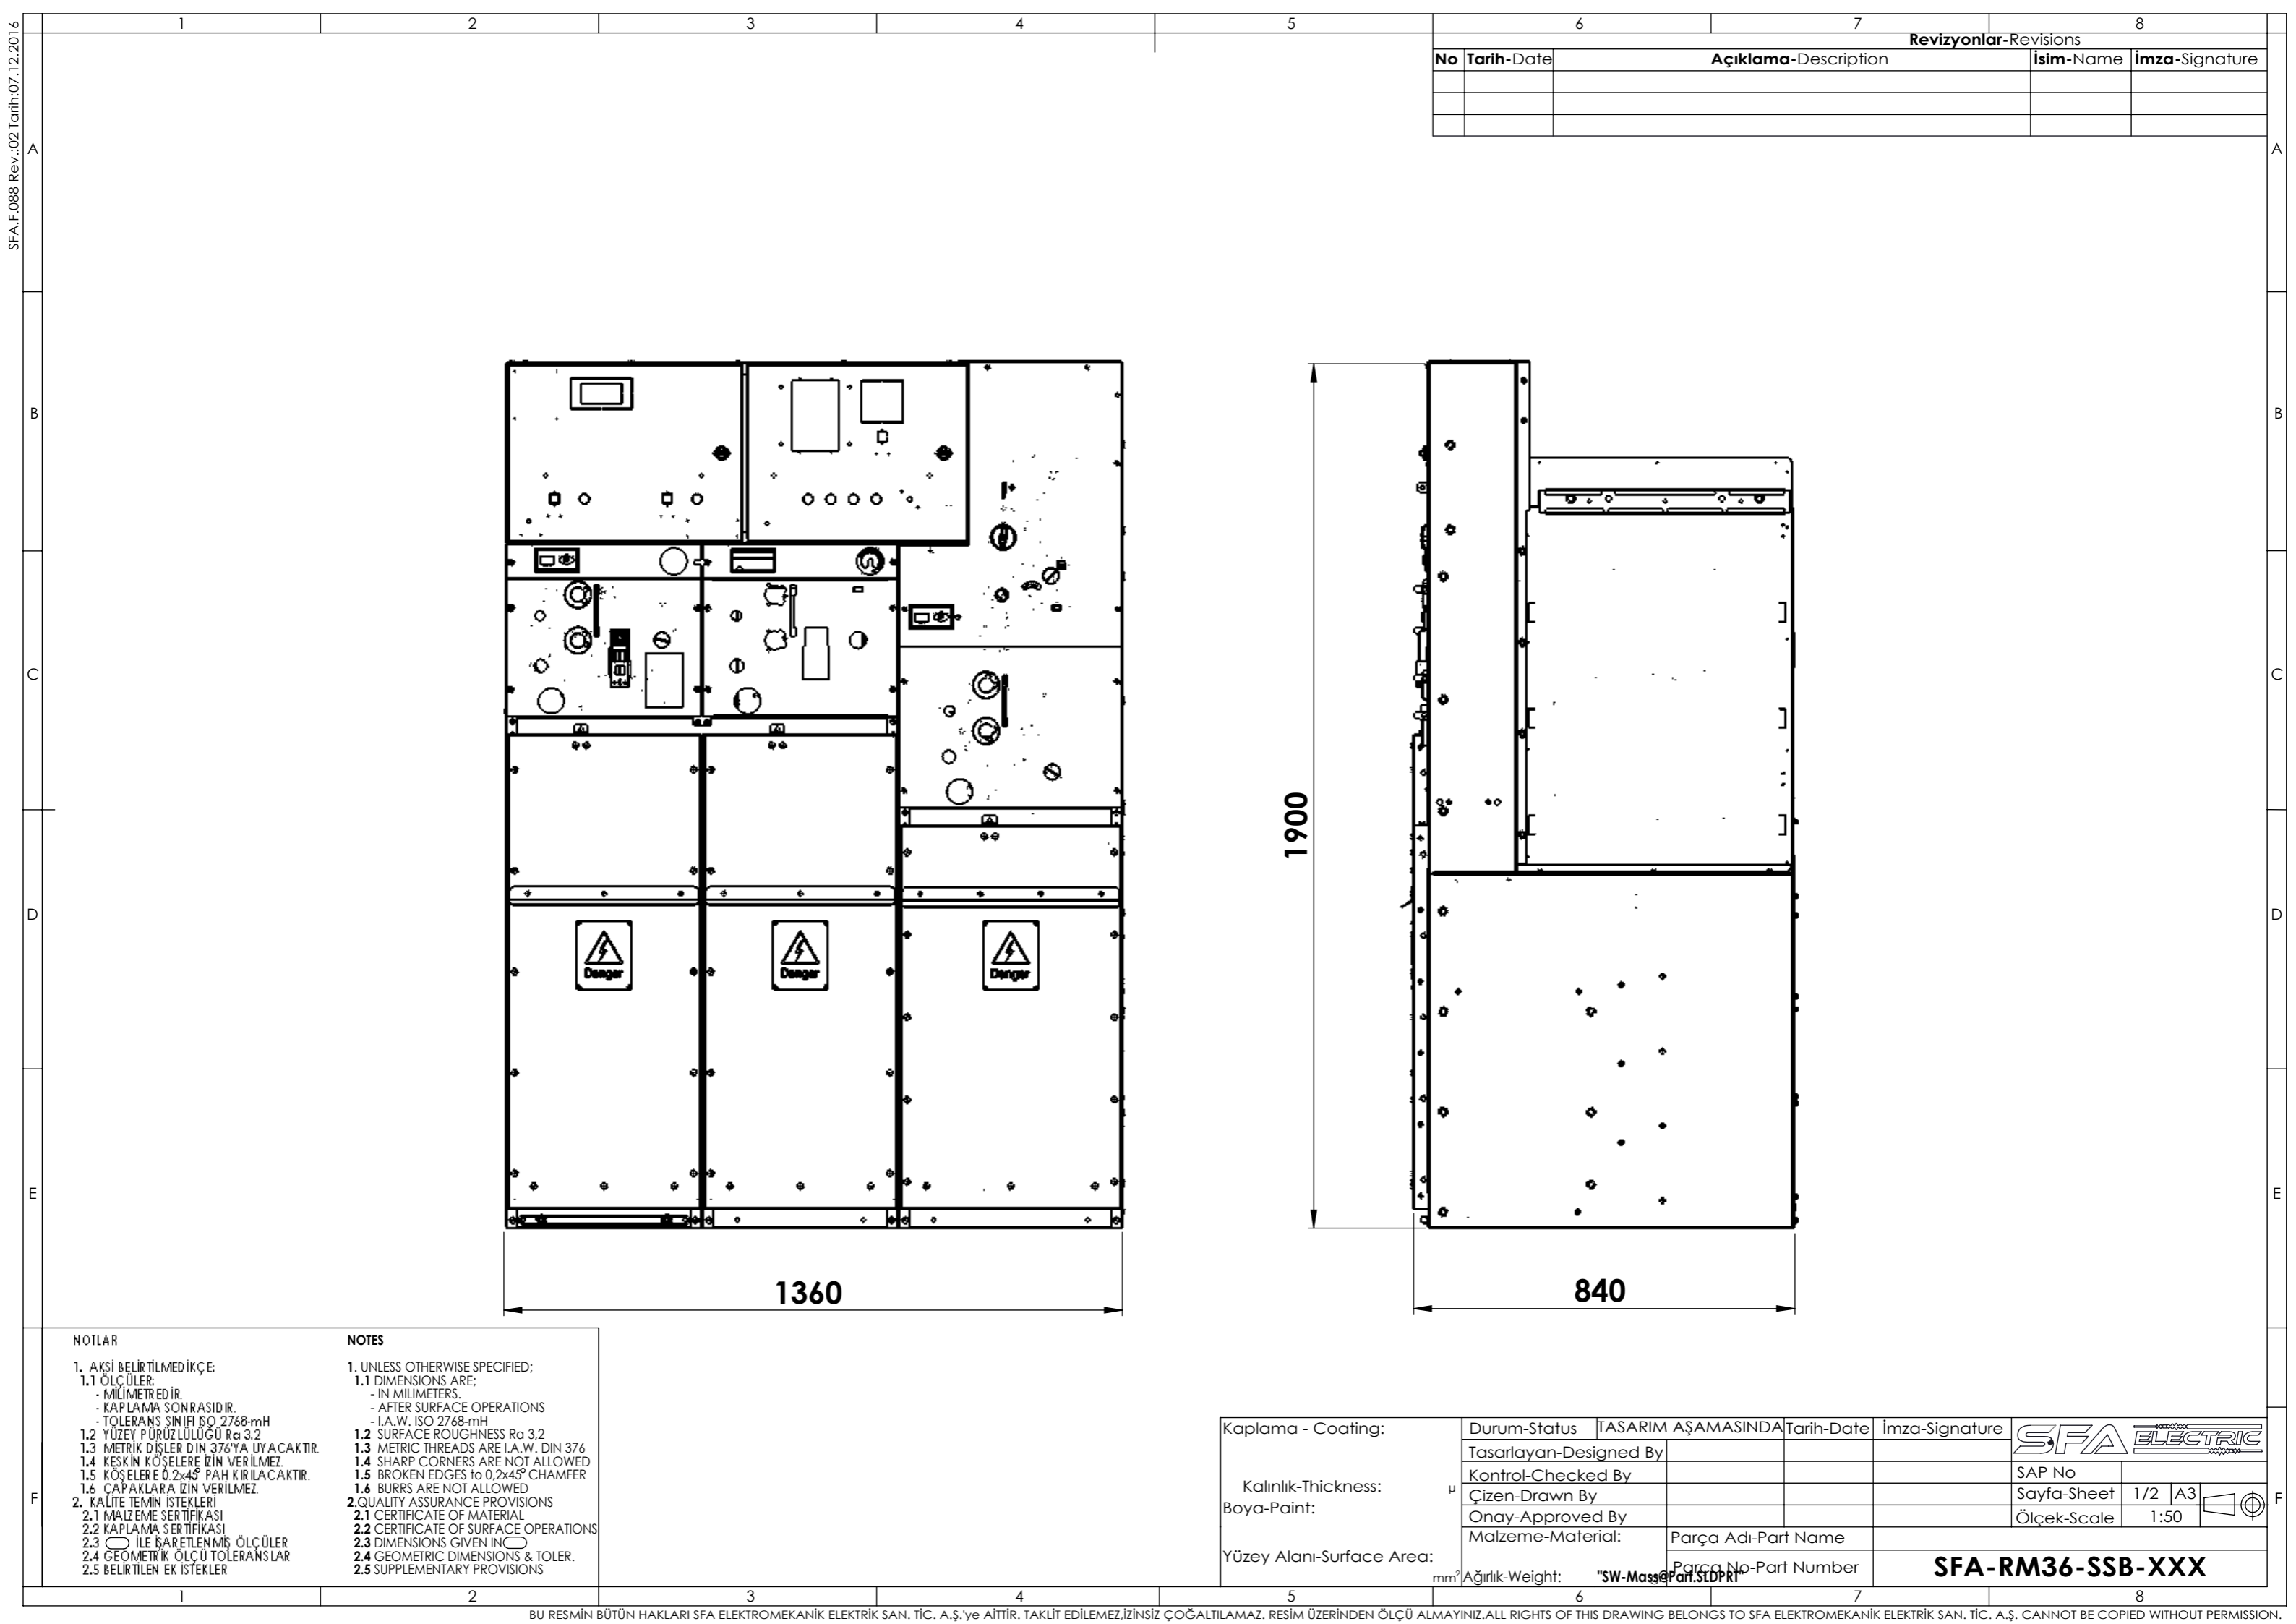 1 2 3 4 5 6 7 8
SFA.F.088 Rev.:02 Tarih:07.12.2016
Revizyonlar-Revisions
No Tarih-Date Açıklama-Description İsim-Name İmza-Signature
A A
B B
C C
D D
E E
F F
Danger Danger Danger
1900
1360
840
NOTLAR
1. AKSİ BELİRTİLMEDİKÇE;
1.1 ÖLÇÜLER;
- MİLİMETREDİR.
- KAPLAMA SONRASIDIR.
- TOLERANS SINIFI ISO 2768-mH
1.2 YÜZEY PÜRÜZLÜLÜĞÜ Ra 3.2
1.3 METRİK DİŞLER DIN 376'YA UYACAKTIR.
1.4 KESKİN KÖŞELERE İZİN VERİLMEZ.
1.5 KÖŞELERE 0.2x45° PAH KIRILACAKTIR.
1.6 ÇAPAKLARA İZİN VERİLMEZ.
2. KALİTE TEMİN İSTEKLERİ
2.1 MALZEME SERTİFİKASI
2.2 KAPLAMA SERTİFİKASI
2.3 İLE İŞARETLENMİŞ ÖLÇÜLER
2.4 GEOMETRİK ÖLÇÜ TOLERANSLAR
2.5 BELİRTİLEN EK İSTEKLER
NOTES
1. UNLESS OTHERWISE SPECIFIED;
1.1 DIMENSIONS ARE;
- IN MILIMETERS.
- AFTER SURFACE OPERATIONS
- I.A.W. ISO 2768-mH
1.2 SURFACE ROUGHNESS Ra 3,2
1.3 METRIC THREADS ARE I.A.W. DIN 376
1.4 SHARP CORNERS ARE NOT ALLOWED
1.5 BROKEN EDGES to 0,2x45° CHAMFER
1.6 BURRS ARE NOT ALLOWED
2.QUALITY ASSURANCE PROVISIONS
2.1 CERTIFICATE OF MATERIAL
2.2 CERTIFICATE OF SURFACE OPERATIONS
2.3 DIMENSIONS GIVEN IN
2.4 GEOMETRIC DIMENSIONS & TOLER.
2.5 SUPPLEMENTARY PROVISIONS
Kaplama - Coating:
Kalınlık-Thickness: µ
Boya-Paint:
Yüzey Alanı-Surface Area:
mm²
Durum-Status TASARIM AŞAMASINDA Tarih-Date İmza-Signature
Tasarlayan-Designed By
Kontrol-Checked By
Çizen-Drawn By
Onay-Approved By
Malzeme-Material:
Ağırlık-Weight: "SW-Mass@Part.SLDPRT"
Parça Adı-Part Name
Parça No-Part Number SFA-RM36-SSB-XXX
SFA ELECTRIC
SAP No
Sayfa-Sheet 1/2 A3
Ölçek-Scale 1:50
1 2 3 4 5 6 7 8
BU RESMİN BÜTÜN HAKLARI SFA ELEKTROMEKANİK ELEKTRİK SAN. TİC. A.Ş.'ye AİTTİR. TAKLİT EDİLEMEZ,İZİNSİZ ÇOĞALTILAMAZ. RESİM ÜZERİNDEN ÖLÇÜ ALMAYINIZ.ALL RIGHTS OF THIS DRAWING BELONGS TO SFA ELEKTROMEKANİK ELEKTRİK SAN. TİC. A.Ş. CANNOT BE COPIED WITHOUT PERMISSION.